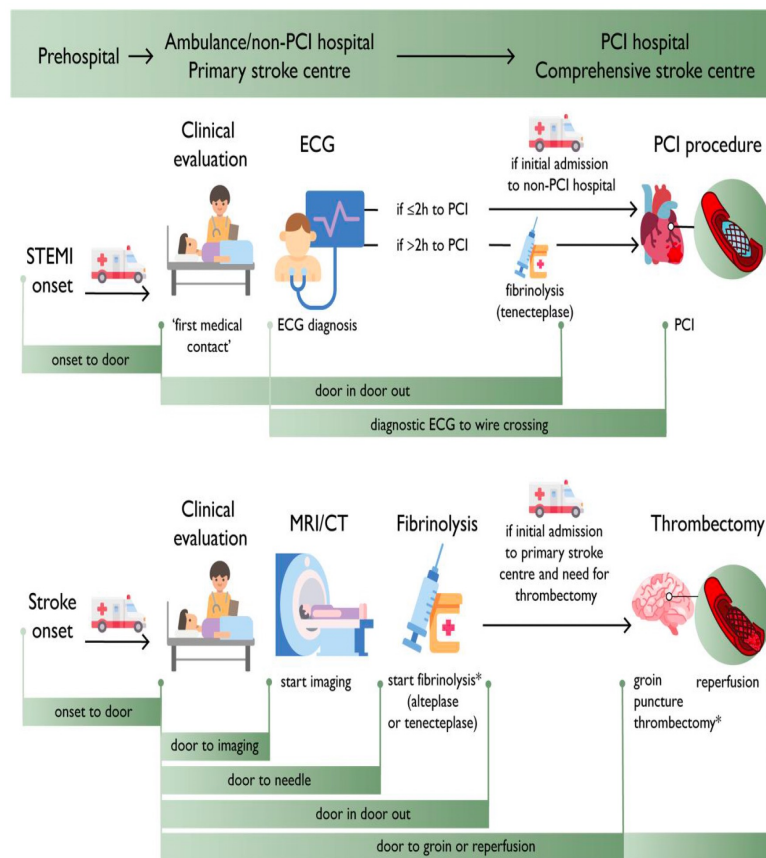 Prehospital
Ambulance/non-PCI hospital
Primary stroke centre
PCI hospital
Comprehensive stroke centre
Clinical
evaluation
ECG
if initial admission
to non-PCI hospital
PCI procedure
STEMI
onset
if ≤2h to PCI
if >2h to PCI
fibrinolysis
(tenecteplase)
'first medical
contact'
ECG diagnosis
PCI
onset to door
door in door out
diagnostic ECG to wire crossing
Clinical
evaluation
MRI/CT
Fibrinolysis
if initial admission
to primary stroke
centre and need for
thrombectomy
Thrombectomy
Stroke
onset
start imaging
start fibrinolysis*
(alteplase
or tenecteplase)
groin
puncture
thrombectomy*
reperfusion
onset to door
door to imaging
door to needle
door in door out
door to groin or reperfusion